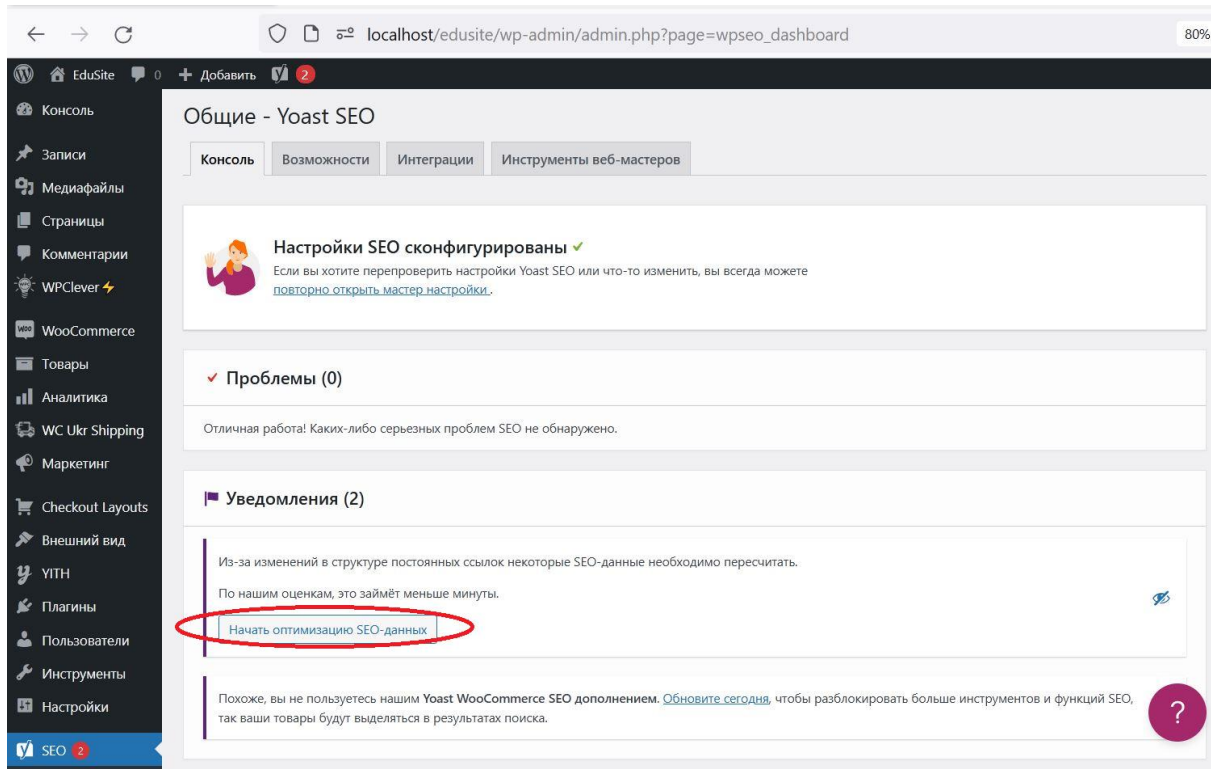 localhost/edusite/wp-admin/admin.php?page=wpseo_dashboard
80%
EduSite 0 Добавить 2
Консоль
Записи
Медиафайлы
Страницы
Комментарии
WPClever
WooCommerce
Товары
Аналитика
WC Ukr Shipping
Маркетинг
Checkout Layouts
Внешний вид
YITH
Плагины
Пользователи
Инструменты
Настройки
SEO 2
Общие - Yoast SEO
Консоль Возможности Интеграции Инструменты веб-мастеров
Настройки SEO сконфигурированы
Если вы хотите перепроверить настройки Yoast SEO или что-то изменить, вы всегда можете
повторно открыть мастер настройки .
Проблемы (0)
Отличная работа! Каких-либо серьезных проблем SEO не обнаружено.
Уведомления (2)
Из-за изменений в структуре постоянных ссылок некоторые SEO-данные необходимо пересчитать.
По нашим оценкам, это займёт меньше минуты.
Начать оптимизацию SEO-данных
Похоже, вы не пользуетесь нашим Yoast WooCommerce SEO дополнением. Обновите сегодня, чтобы разблокировать больше инструментов и функций SEO,
так ваши товары будут выделяться в результатах поиска.
?